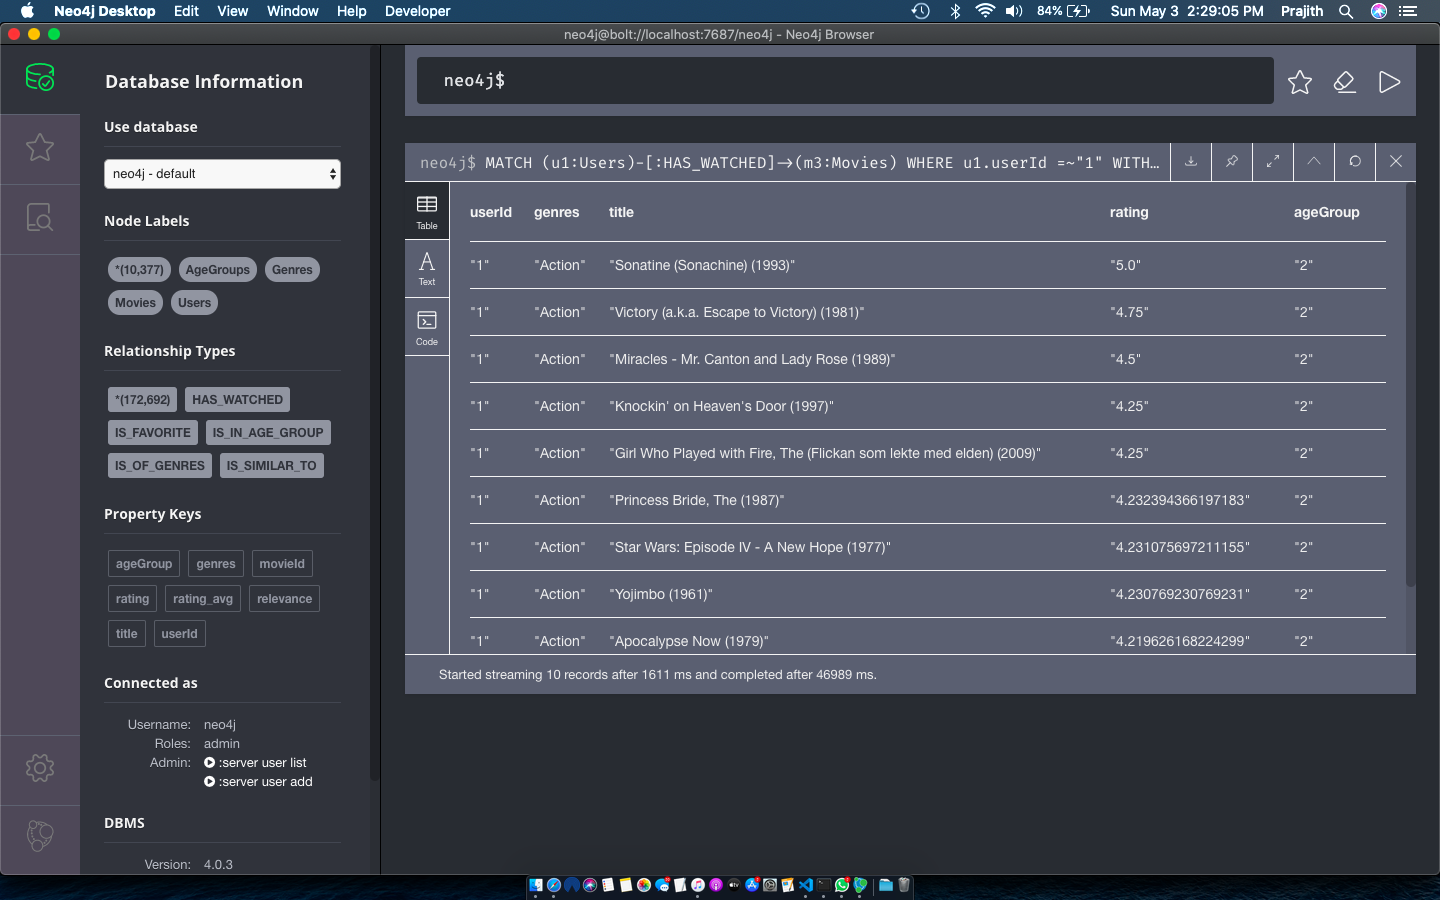 Neo4j Desktop Edit View Window Help Developer 84% Sun May 3 2:29:05 PM Prajith
neo4j@bolt://localhost:7687/neo4j - Neo4j Browser
Database Information
Use database
neo4j - default
Node Labels
*(10,377) AgeGroups Genres
Movies Users
Relationship Types
*(172,692) HAS_WATCHED
IS_FAVORITE IS_IN_AGE_GROUP
IS_OF_GENRES IS_SIMILAR_TO
Property Keys
ageGroup genres movieId
rating rating_avg relevance
title userId
Connected as
Username: neo4j
Roles: admin
Admin: :server user list
:server user add
DBMS
Version: 4.0.3
neo4j$
neo4j$ MATCH (u1:Users)-[:HAS_WATCHED]→(m3:Movies) WHERE u1.userId =~"1" WITH…
Table
Text
Code
userId genres title rating ageGroup
"1" "Action" "Sonatine (Sonachine) (1993)" "5.0" "2"
"1" "Action" "Victory (a.k.a. Escape to Victory) (1981)" "4.75" "2"
"1" "Action" "Miracles - Mr. Canton and Lady Rose (1989)" "4.5" "2"
"1" "Action" "Knockin' on Heaven's Door (1997)" "4.25" "2"
"1" "Action" "Girl Who Played with Fire, The (Flickan som lekte med elden) (2009)" "4.25" "2"
"1" "Action" "Princess Bride, The (1987)" "4.232394366197183" "2"
"1" "Action" "Star Wars: Episode IV - A New Hope (1977)" "4.231075697211155" "2"
"1" "Action" "Yojimbo (1961)" "4.230769230769231" "2"
"1" "Action" "Apocalypse Now (1979)" "4.219626168224299" "2"
Started streaming 10 records after 1611 ms and completed after 46989 ms.